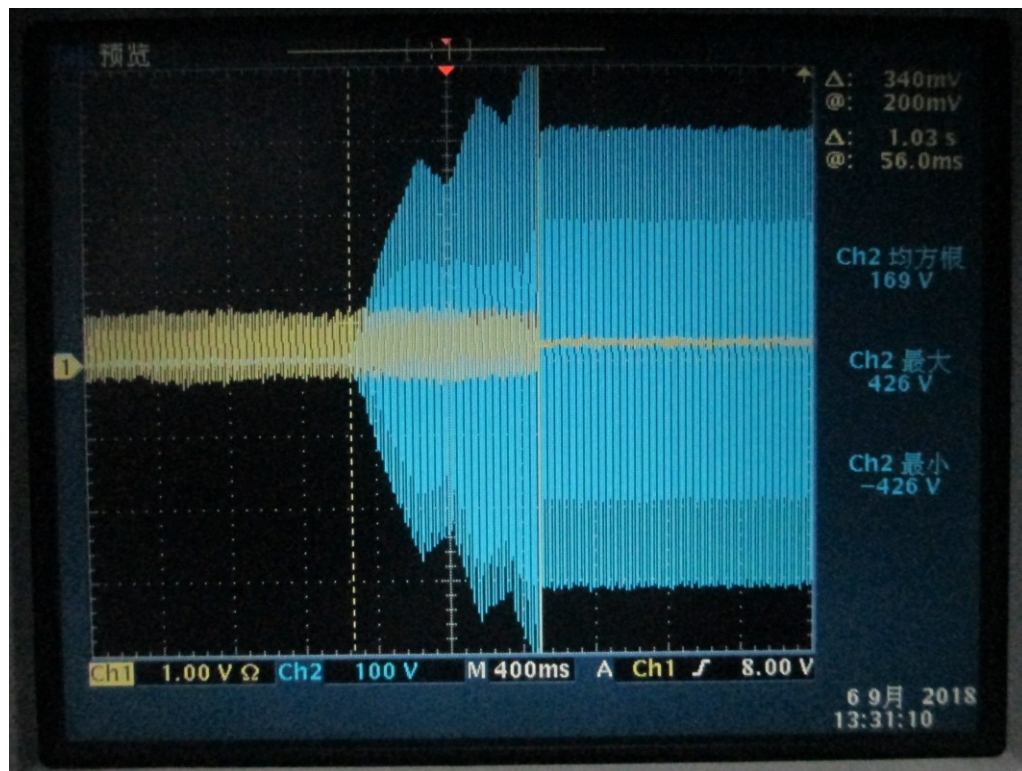 预览
Δ: 340mV
@: 200mV
Δ: 1.03 s
@: 56.0ms
Ch2 均方根
169 V
1
Ch2 最大
426 V
Ch2 最小
−426 V
Ch1 1.00 V Ω Ch2 100 V M 400ms A Ch1 ƒ 8.00 V
6 9月 2018
13:31:10